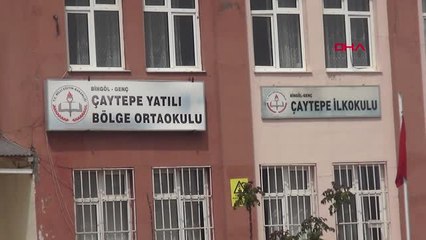 DHA
BİNGÖL - GENÇ
ÇAYTEPE YATILI
BÖLGE ORTAOKULU
BİNGÖL-GENÇ
ÇAYTEPE İLKOKULU